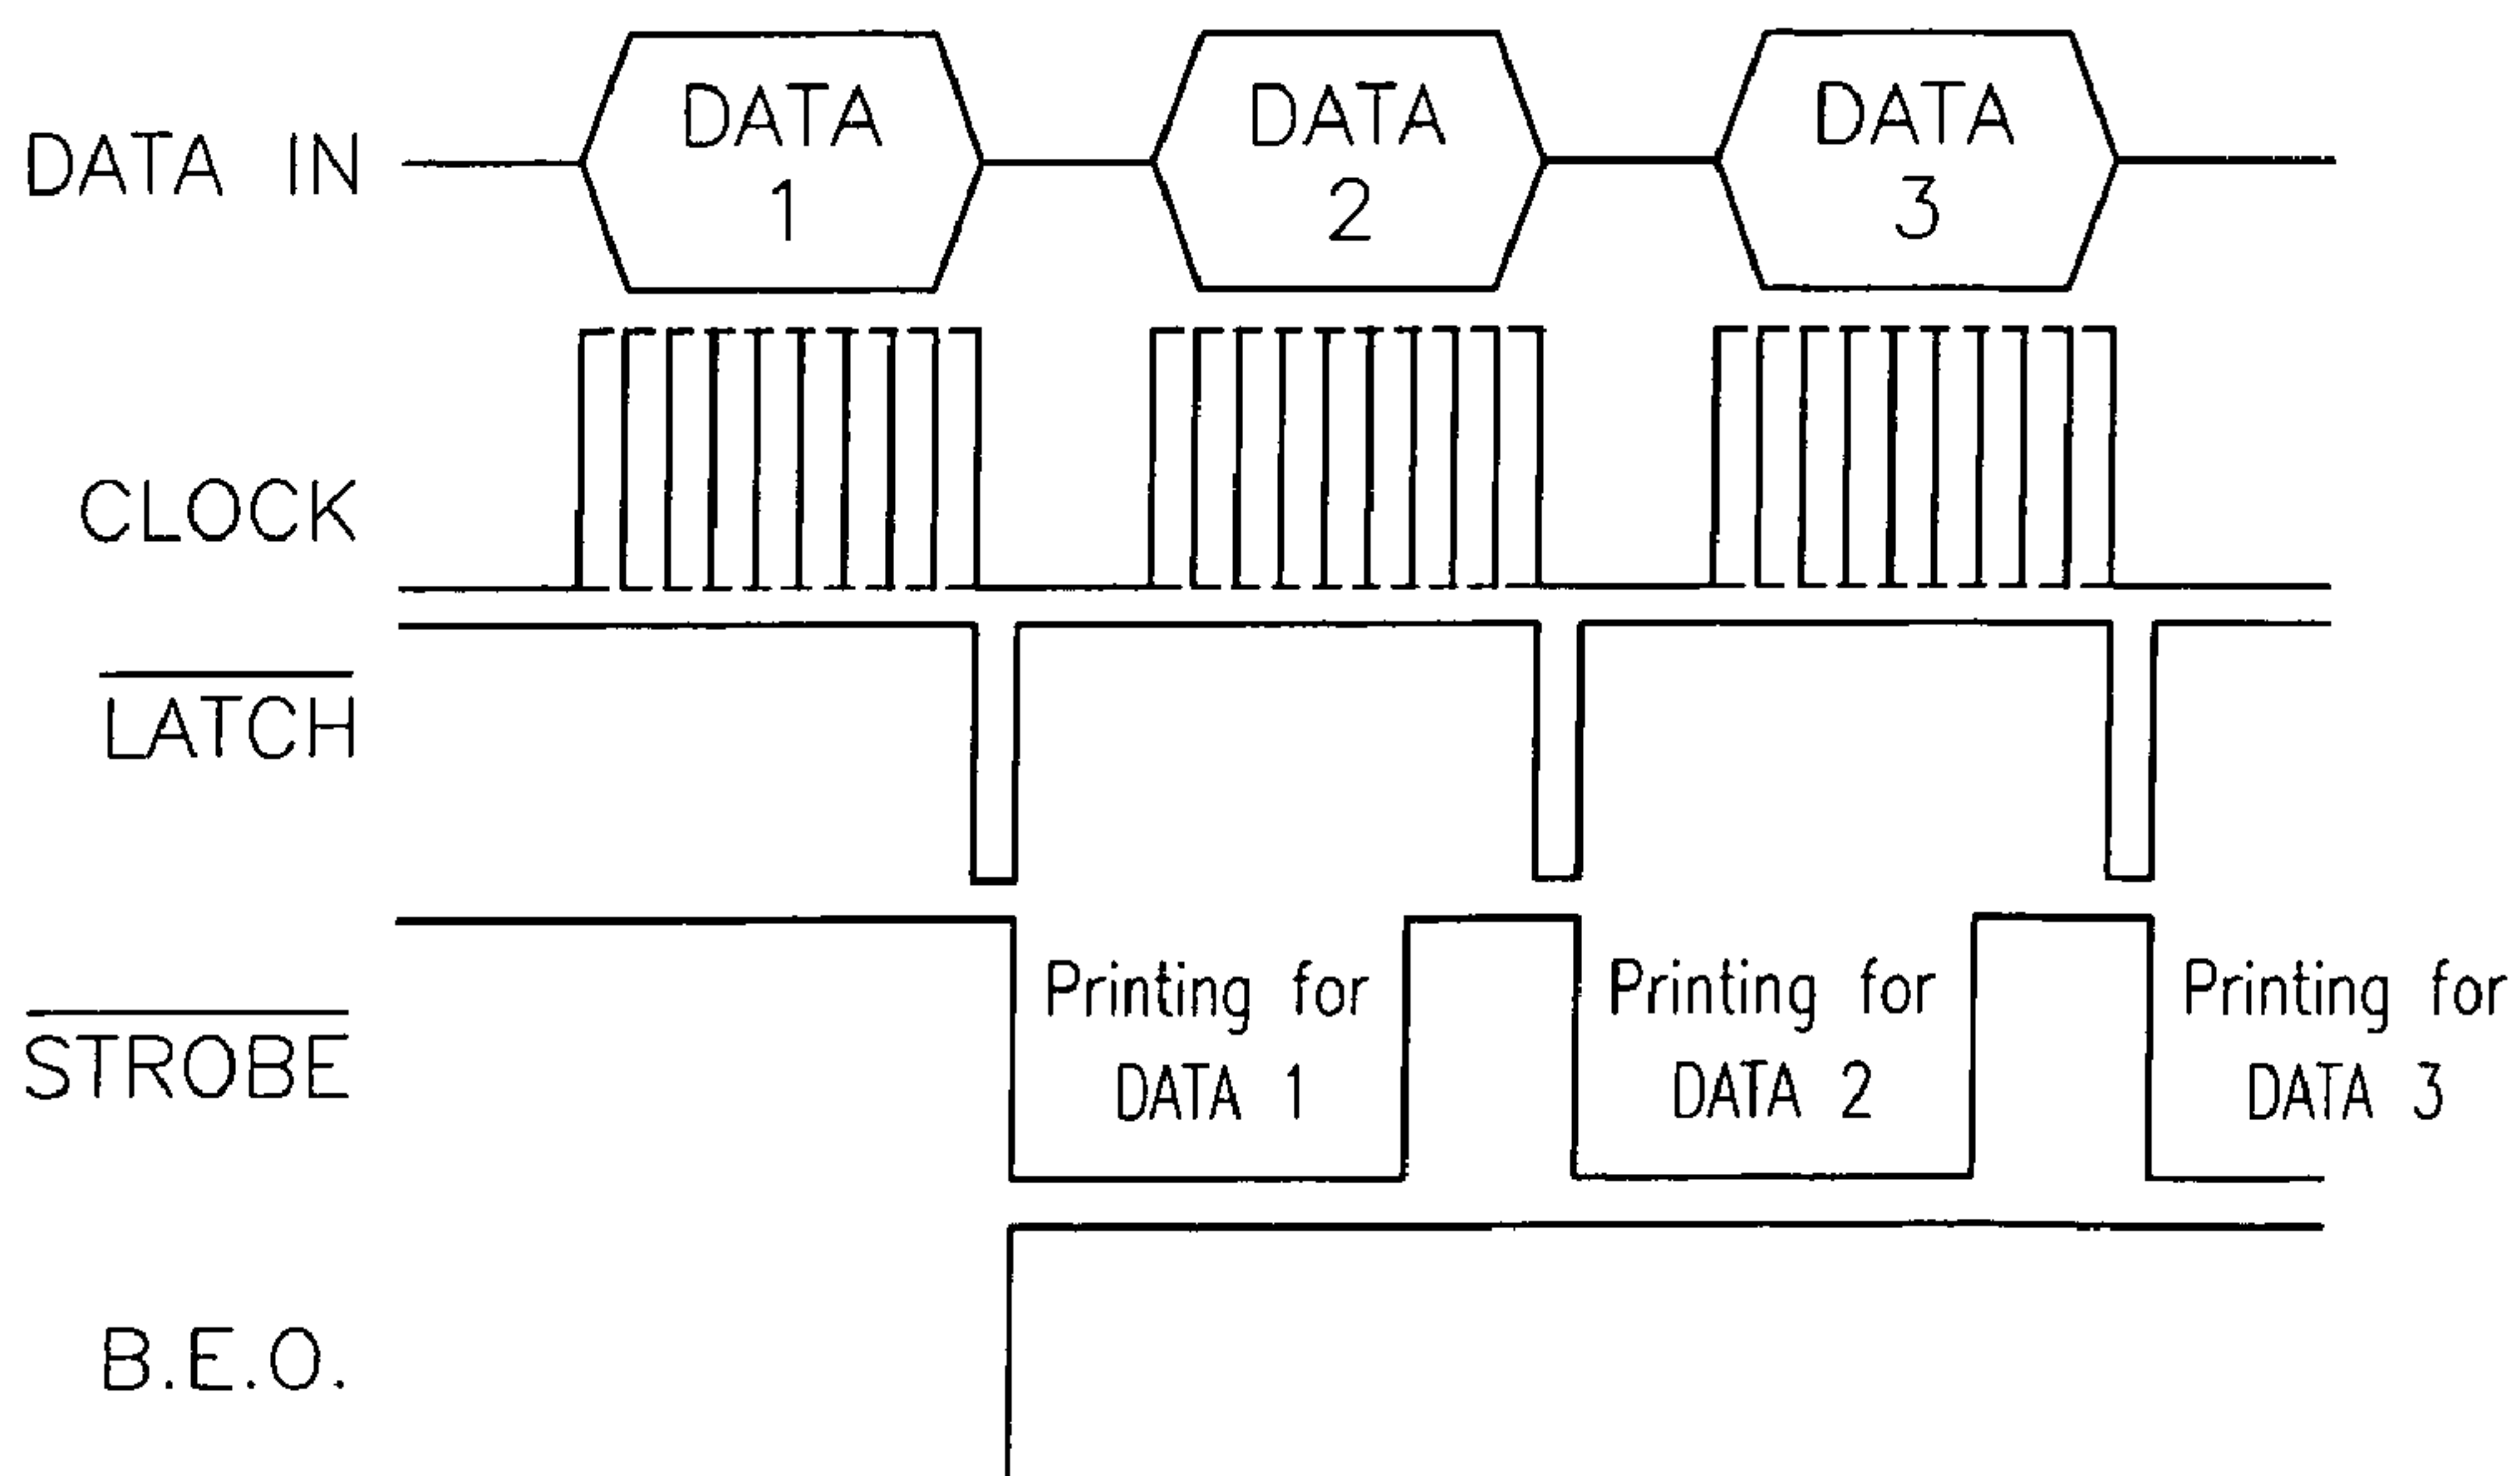 DATA
1
DATA
2
DATA
3
DATA IN
CLOCK
LATCH
STROBE
Printing for
DATA 1
Printing for
DATA 2
Printing for
DATA 3
B.E.O.